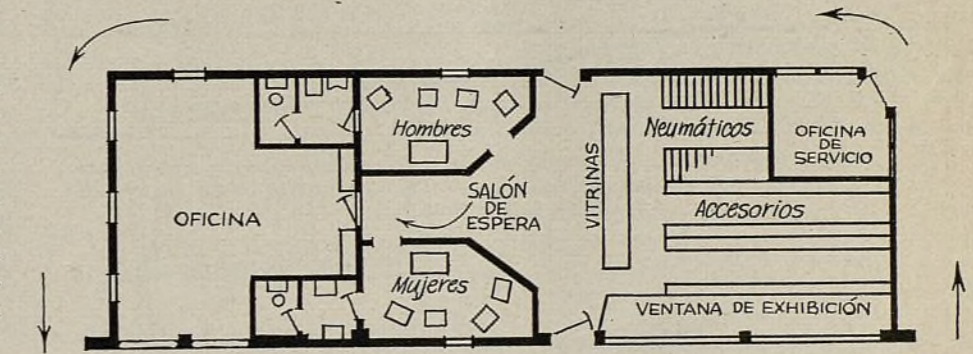 Hombres
Neumáticos
OFICINA
DE
SERVICIO
SALÓN
DE
ESPERA
VITRINAS
OFICINA
Accesorios
Mujeres
VENTANA DE EXHIBICIÓN